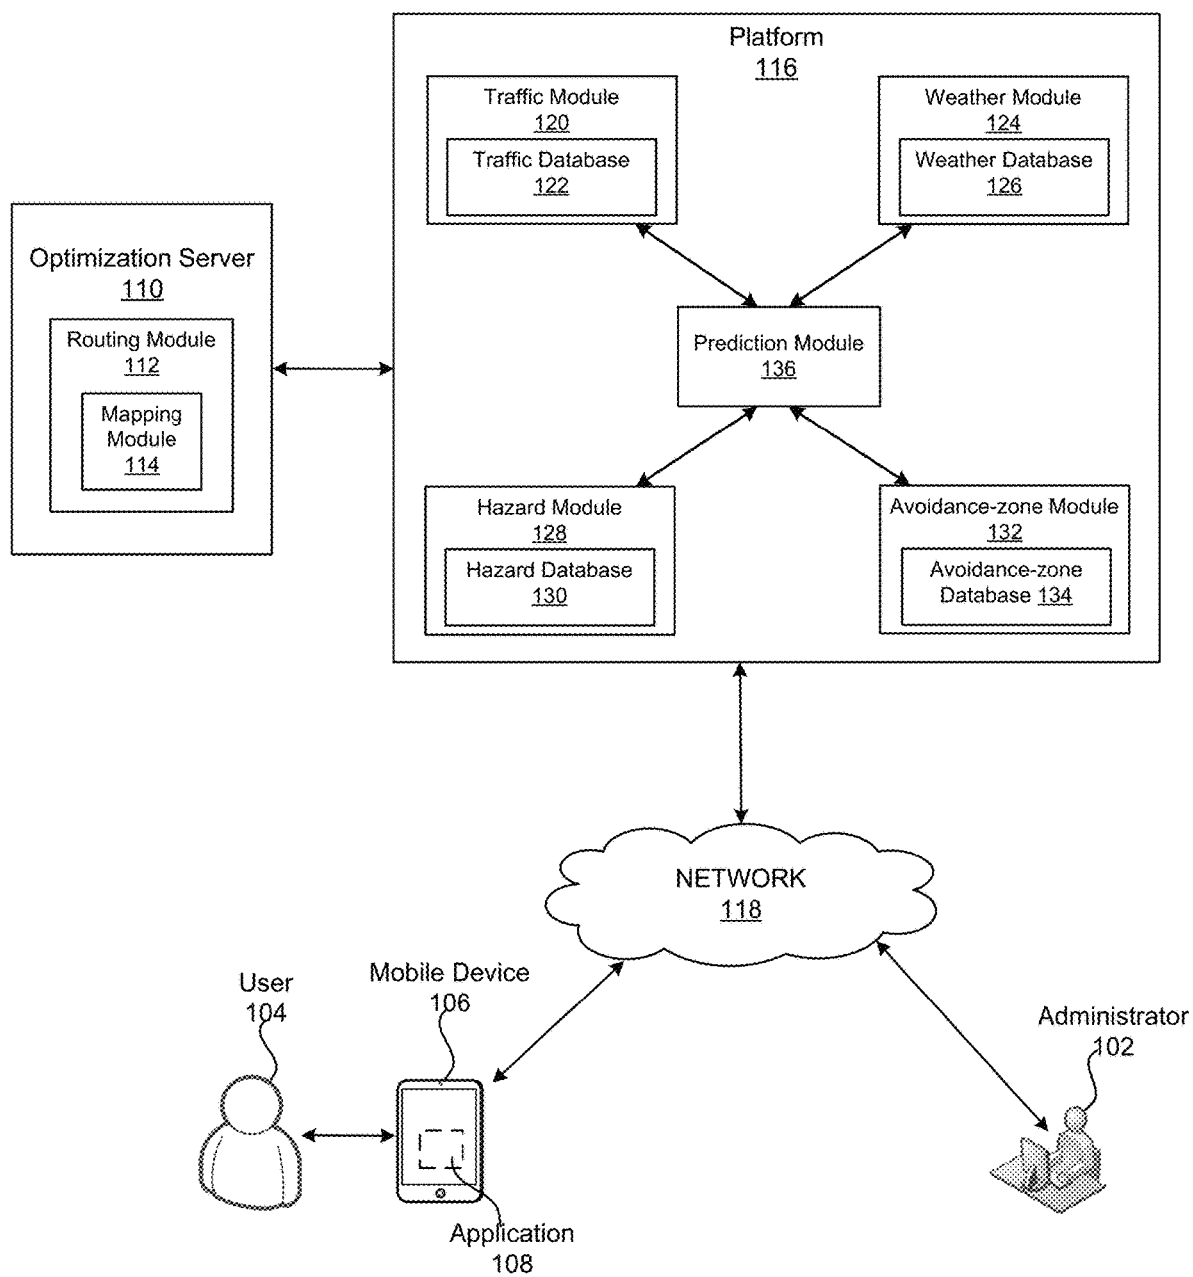 Platform
116
Traffic Module
120
Traffic Database
122
Weather Module
124
Weather Database
126
Optimization Server
110
Routing Module
112
Mapping
Module
114
Prediction Module
136
Hazard Module
128
Hazard Database
130
Avoidance-zone Module
132
Avoidance-zone
Database 134
NETWORK
118
User
104
Mobile Device
106
Administrator
102
Application
108